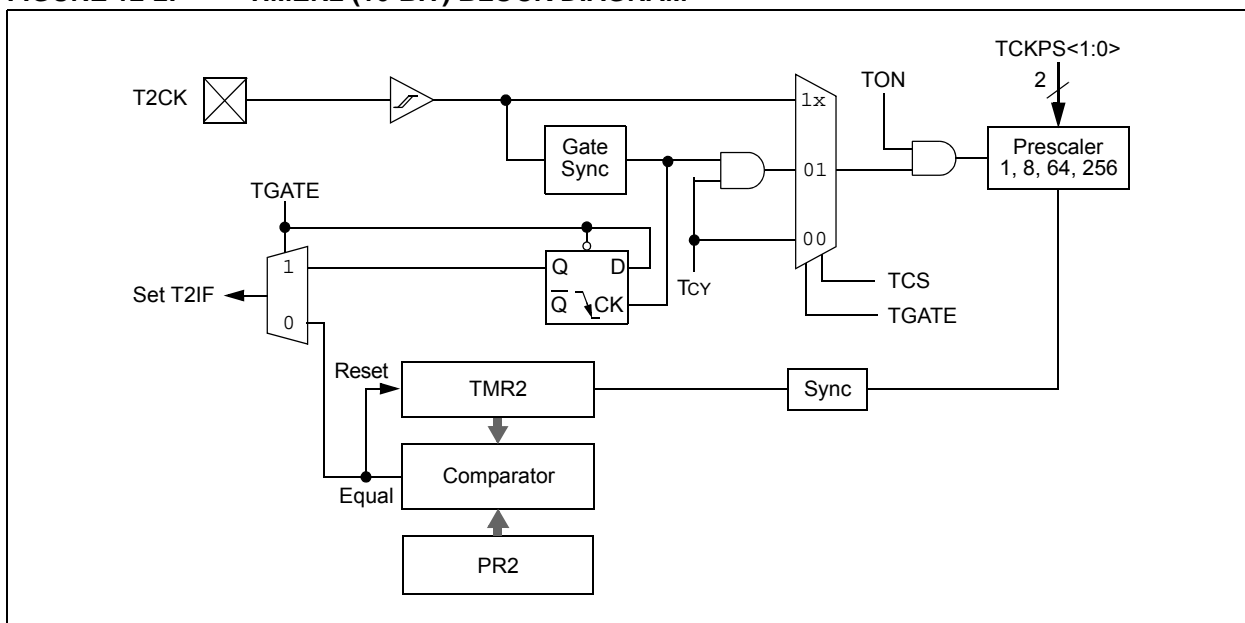 T2CK
TCKPS<1:0>
2
TON
1x
Gate
Sync
01
Prescaler
1, 8, 64, 256
TGATE
00
1
Q D
Q CK
TCY
TCS
TGATE
Set T2IF
0
Reset
TMR2
Sync
Equal
Comparator
PR2